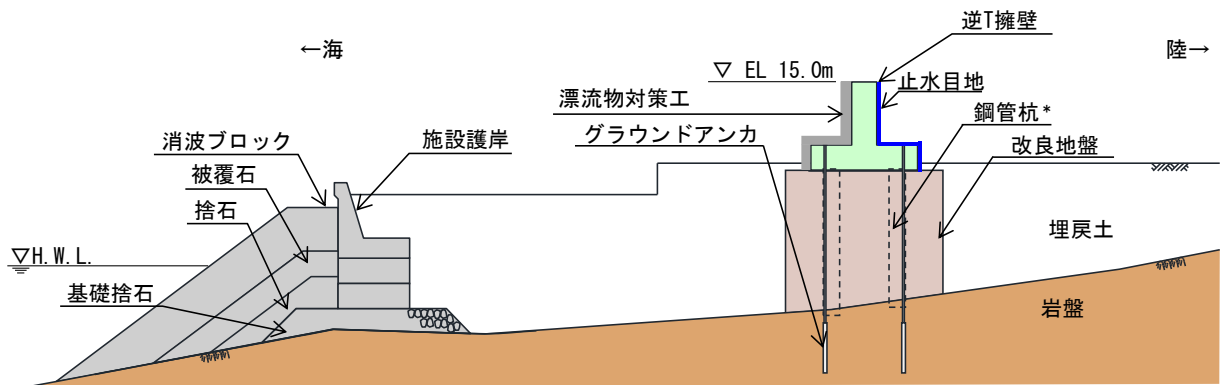 逆T擁壁
←海
陸→
▽ EL 15.0m
止水目地
漂流物対策工
鋼管杭*
グラウンドアンカ
改良地盤
消波ブロック
施設護岸
被覆石
捨石
埋戻土
▽H.W.L.
基礎捨石
岩盤